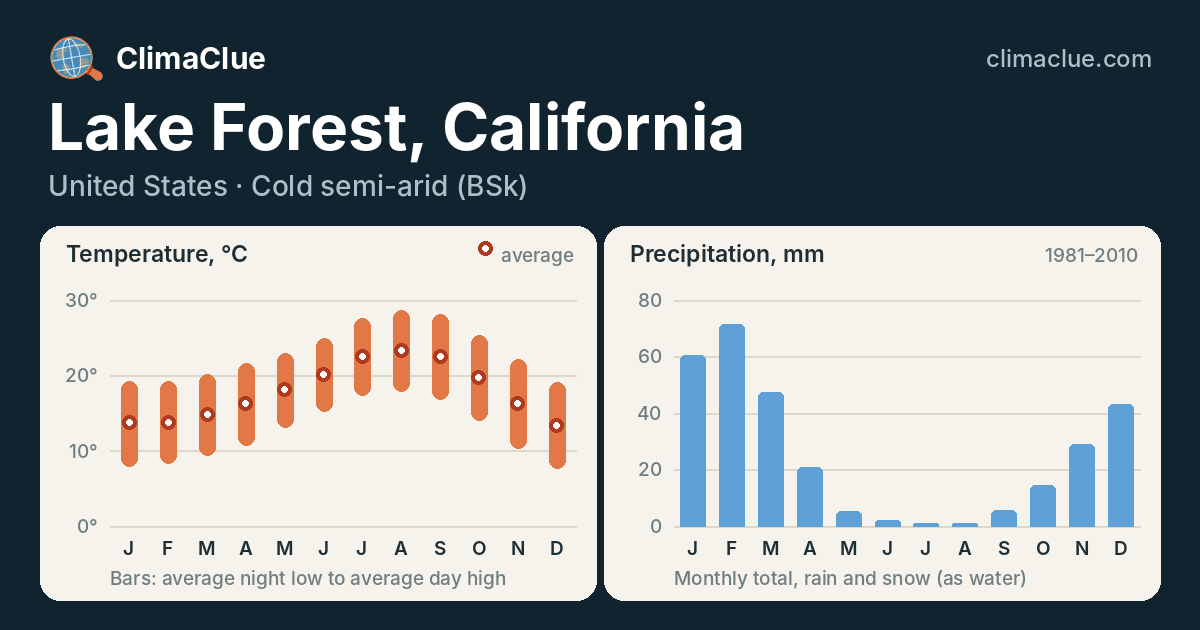 ClimaClue
climaclue.com
Lake Forest, California
United States · Cold semi-arid (BSk)
Temperature, °C
average
30°
20°
10°
0°
J F M A M J J A S O N D
Bars: average night low to average day high
Precipitation, mm
1981–2010
80
60
40
20
0
J F M A M J J A S O N D
Monthly total, rain and snow (as water)